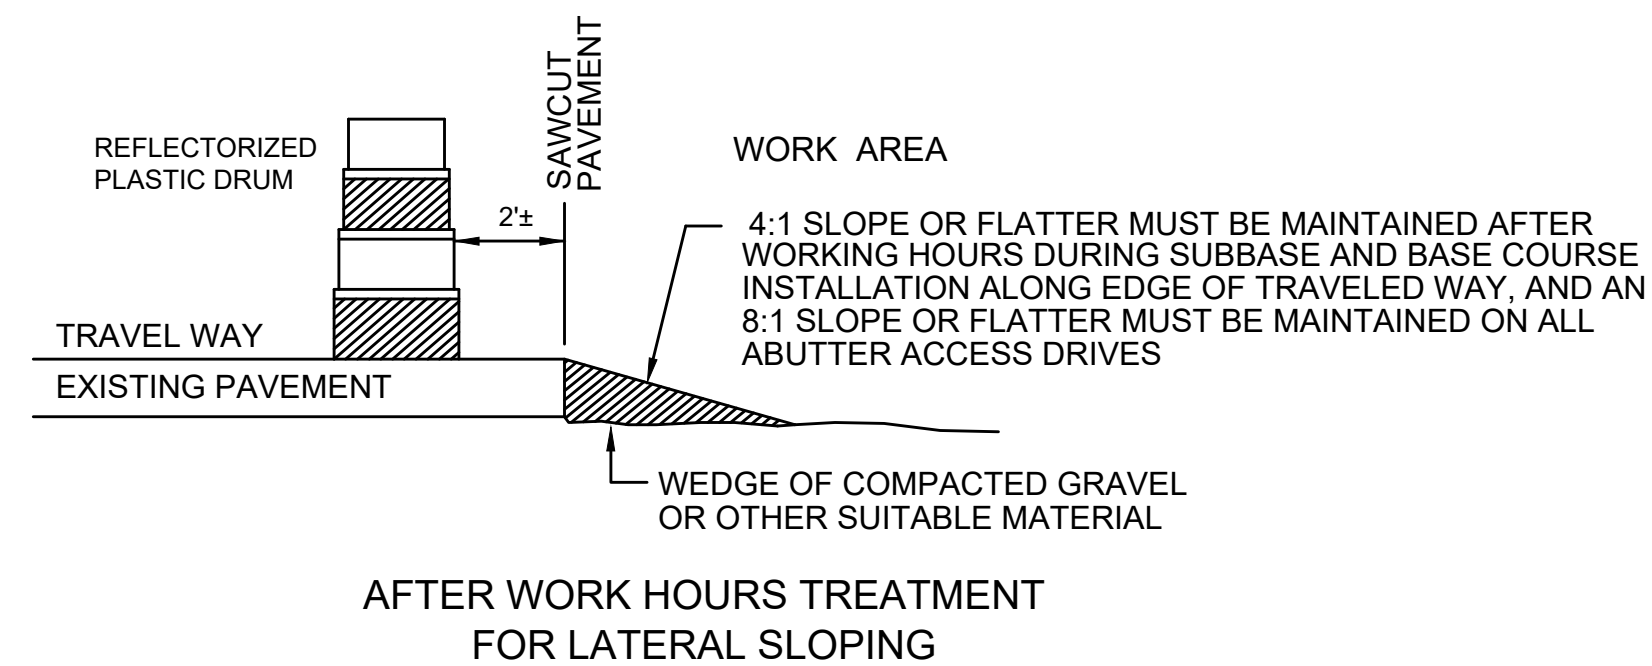 SAWCUT
PAVEMENT
REFLECTORIZED
PLASTIC DRUM
WORK AREA
2'±
4:1 SLOPE OR FLATTER MUST BE MAINTAINED AFTER
WORKING HOURS DURING SUBBASE AND BASE COURSE
INSTALLATION ALONG EDGE OF TRAVELED WAY, AND AN
8:1 SLOPE OR FLATTER MUST BE MAINTAINED ON ALL
ABUTTER ACCESS DRIVES
TRAVEL WAY
EXISTING PAVEMENT
WEDGE OF COMPACTED GRAVEL
OR OTHER SUITABLE MATERIAL
AFTER WORK HOURS TREATMENT
FOR LATERAL SLOPING